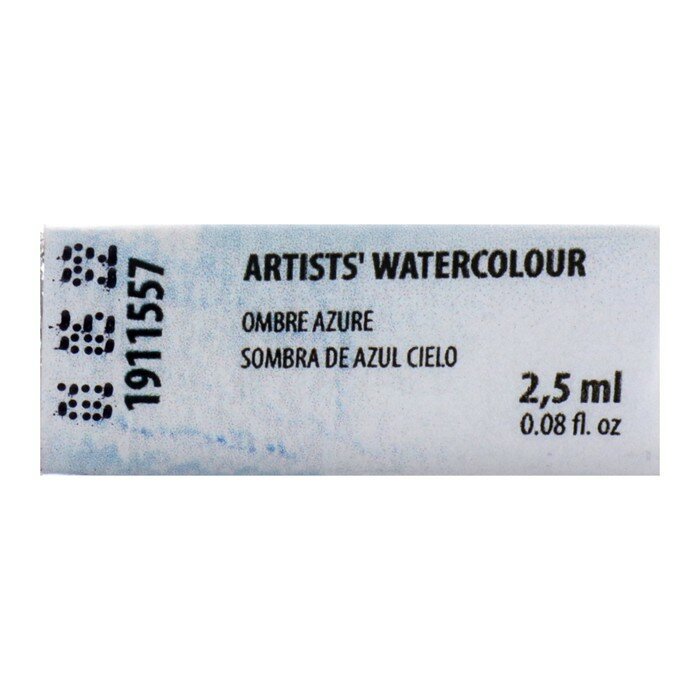 ARTISTS' WATERCOLOUR
OMBRE AZURE
SOMBRA DE AZUL CIELO
2,5 ml
0.08 fl. oz
1911557